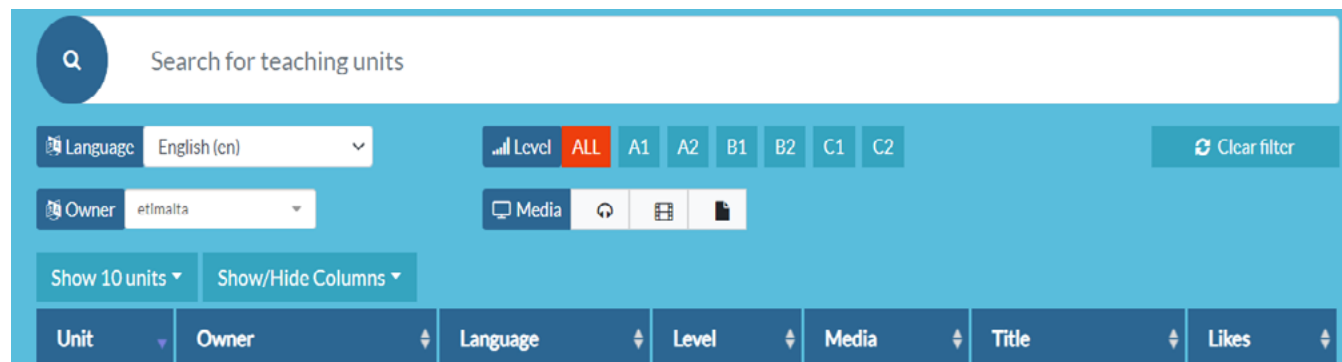 Search for teaching units
Language English (en) Level ALL A1 A2 B1 B2 C1 C2 Clear filter
Owner etimalta Media
Show 10 units Show/Hide Columns
Unit Owner Language Level Media Title Likes